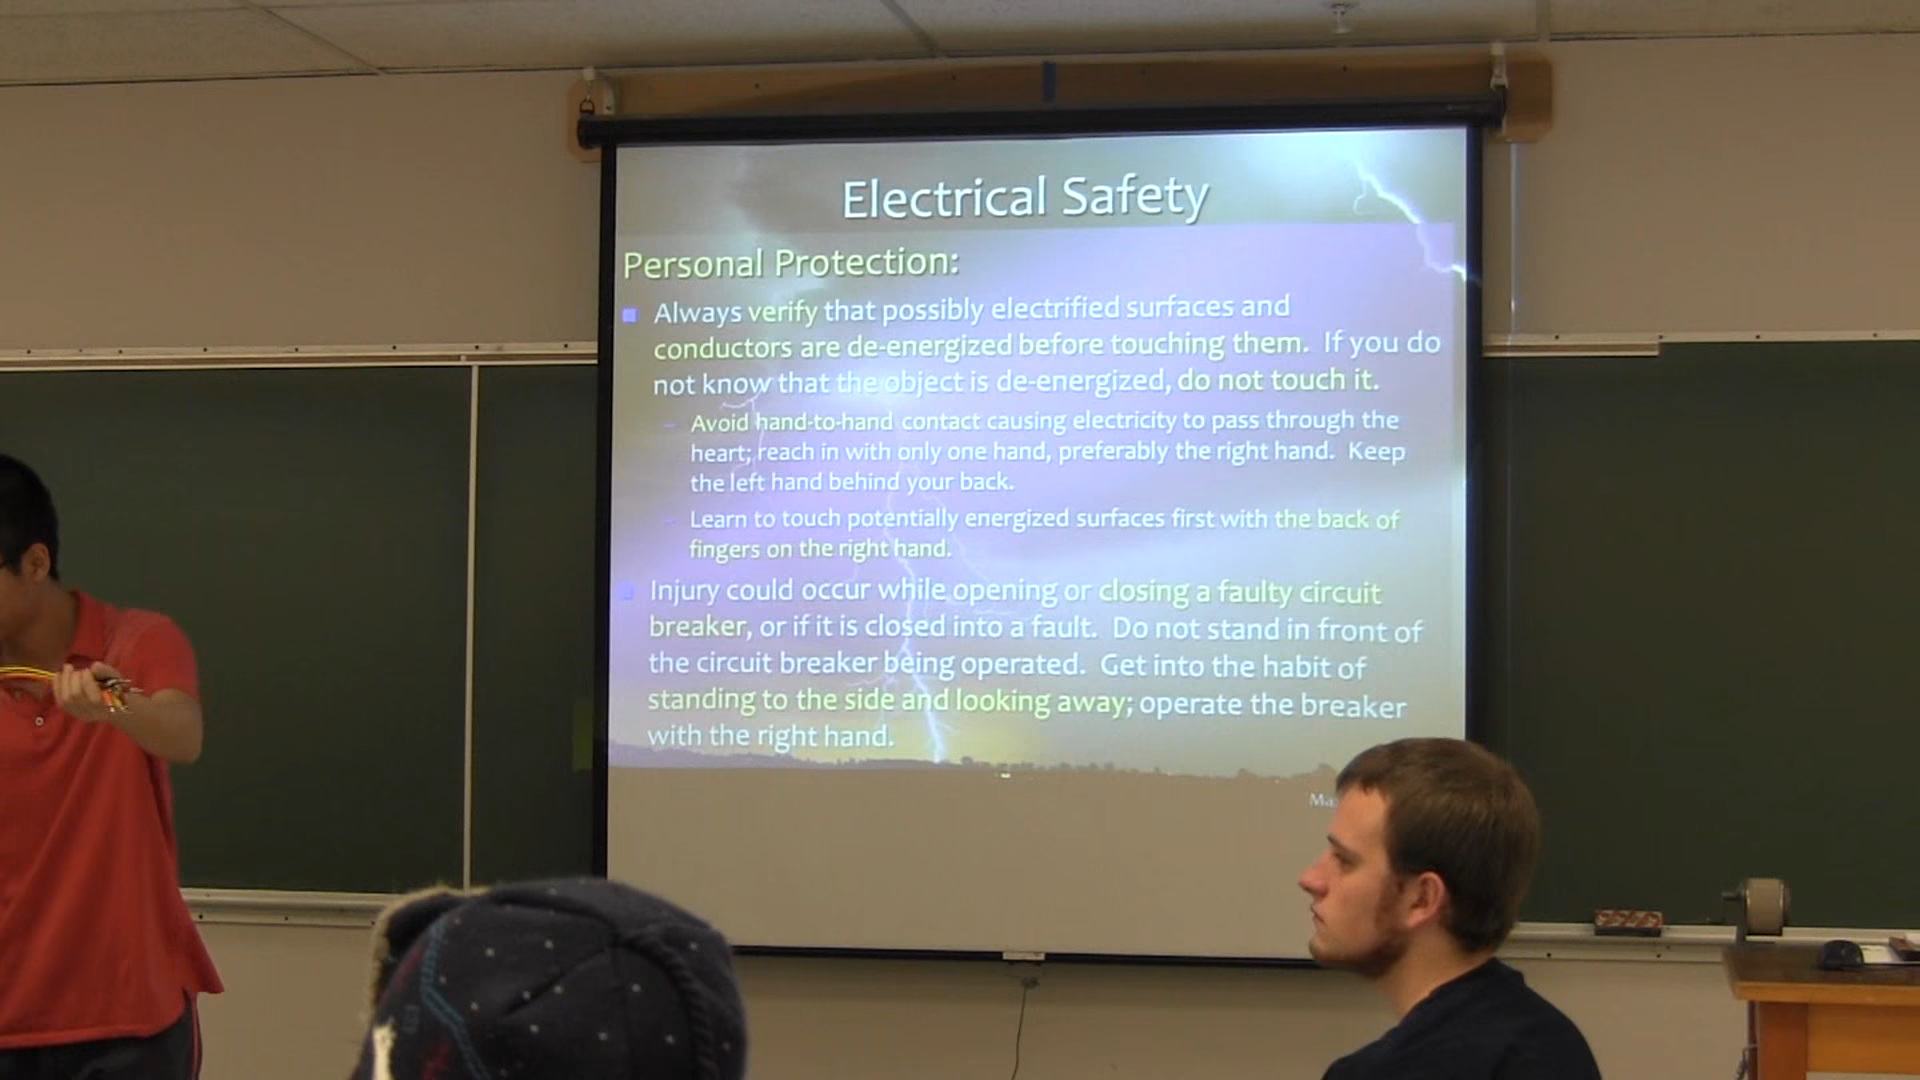 Electrical Safety
Personal Protection:
Always verify that possibly electrified surfaces and
conductors are de-energized before touching them. If you do
not know that the object is de-energized, do not touch it.
– Avoid hand-to-hand contact causing electricity to pass through the
heart; reach in with only one hand, preferably the right hand. Keep
the left hand behind your back.
– Learn to touch potentially energized surfaces first with the back of
fingers on the right hand.
Injury could occur while opening or closing a faulty circuit
breaker, or if it is closed into a fault. Do not stand in front of
the circuit breaker being operated. Get into the habit of
standing to the side and looking away; operate the breaker
with the right hand.